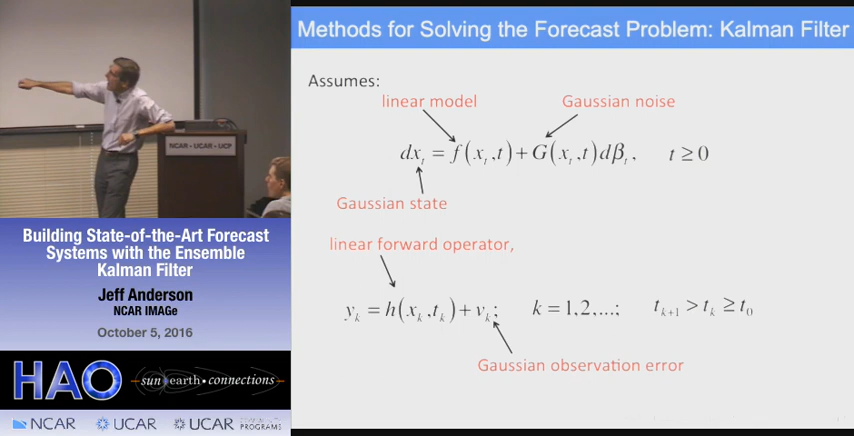 Methods for Solving the Forecast Problem: Kalman Filter
Assumes:
linear model
Gaussian noise
dx_t = f(x_t, t) + G(x_t, t)dβ_t, t ≥ 0
Gaussian state
linear forward operator,
y_k = h(x_k, t_k) + v_k; k = 1,2,...; t_{k+1} > t_k ≥ t_0
Gaussian observation error
NCAR • UCAR • UCP
Building State-of-the-Art Forecast
Systems with the Ensemble
Kalman Filter
Jeff Anderson
NCAR IMAGe
October 5, 2016
HAO
sun earth • connections
NCAR
UCAR
UCAR
PROGRAMS